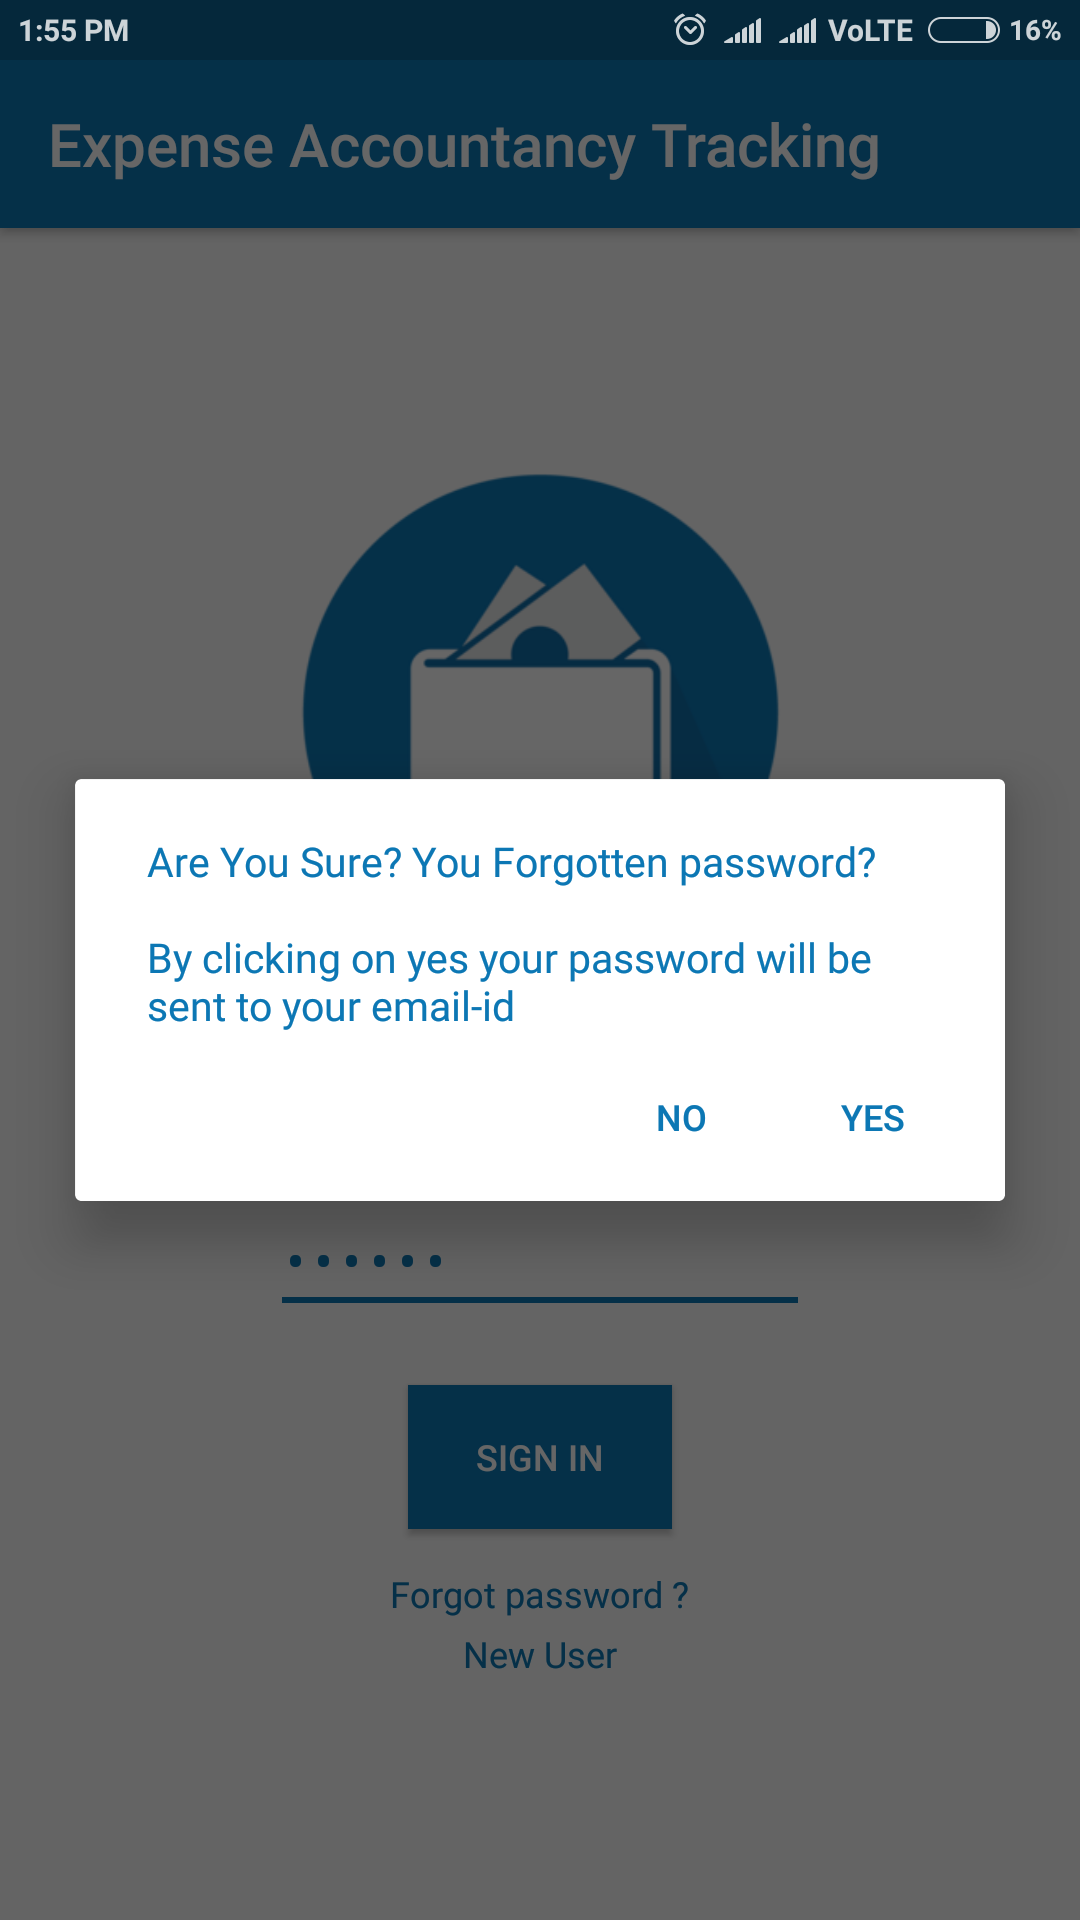 1:55 PM VoLTE 16%
Expense Accountancy Tracking
Are You Sure? You Forgotten password?
By clicking on yes your password will be
sent to your email-id
NO YES
SIGN IN
Forgot password ?
New User